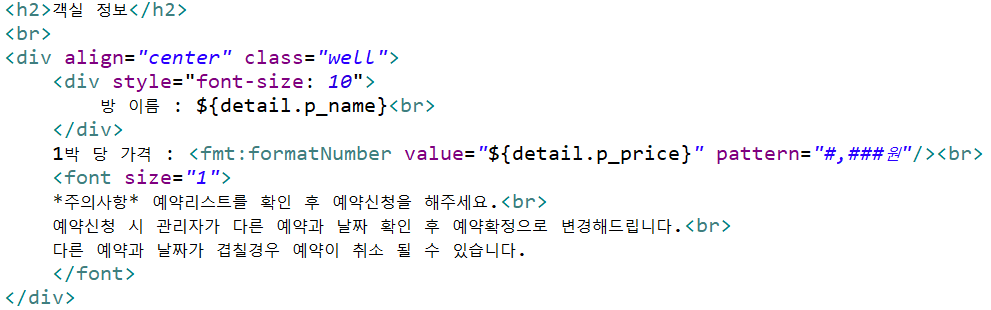 <h2>객실 정보</h2>
<br>
<div align="center" class="well">
    <div style="font-size: 10">
        방 이름 : ${detail.p_name}<br>
    </div>
    1박 당 가격 : <fmt:formatNumber value="${detail.p_price}" pattern="#,###원"/><br>
    <font size="1">
    *주의사항* 예약리스트를 확인 후 예약신청을 해주세요.<br>
    예약신청 시 관리자가 다른 예약과 날짜 확인 후 예약확정으로 변경해드립니다.<br>
    다른 예약과 날짜가 겹칠경우 예약이 취소 될 수 있습니다.
    </font>
</div>